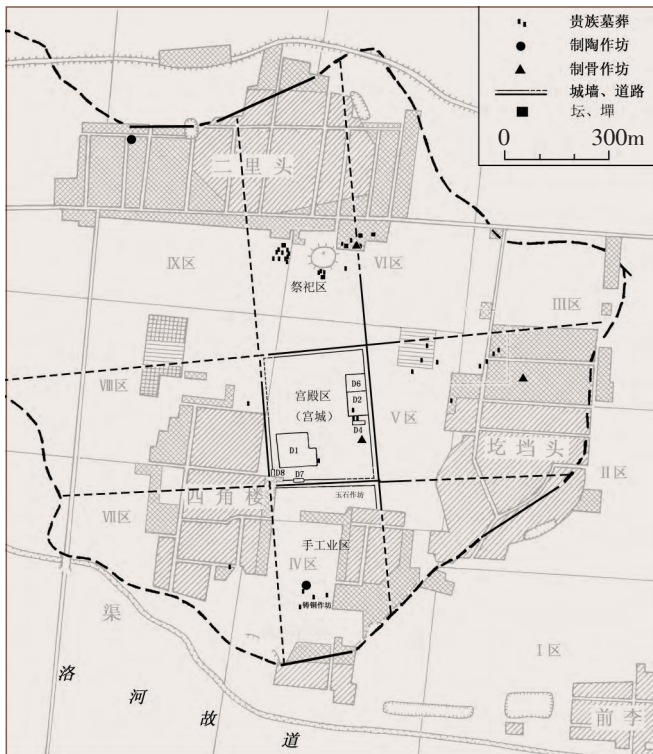 贵族墓葬
制陶作坊
制骨作坊
城墙、道路
坛、墠
0 300m
二里头
Ⅸ区
Ⅵ区
祭祀区
Ⅲ区
Ⅷ区
宫殿区
（宫城）
D6
D2
D4
Ⅴ区
D1
圪垱头
D8
D7
Ⅱ区
四角楼
玉石作坊
Ⅶ区
手工业区
Ⅳ区
铸铜作坊
渠
Ⅰ区
洛河故道
前李